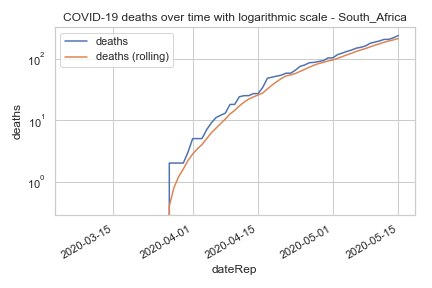 COVID-19 deaths over time with logarithmic scale - South_Africa
deaths
deaths (rolling)
10²
10¹
10⁰
deaths
2020-03-15
2020-04-01
2020-04-15
2020-05-01
2020-05-15
dateRep